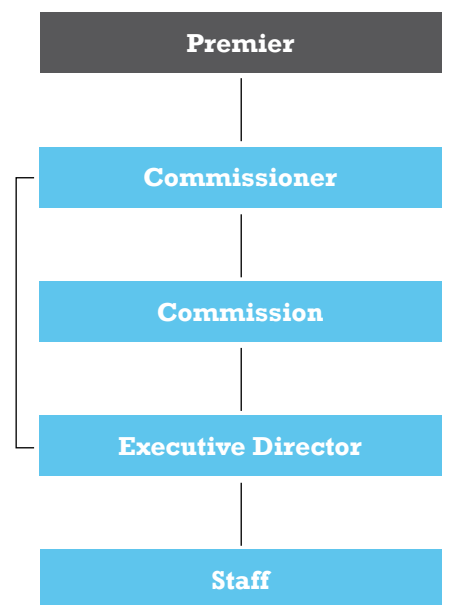 Premier
Commissioner
Commission
Executive Director
Staff